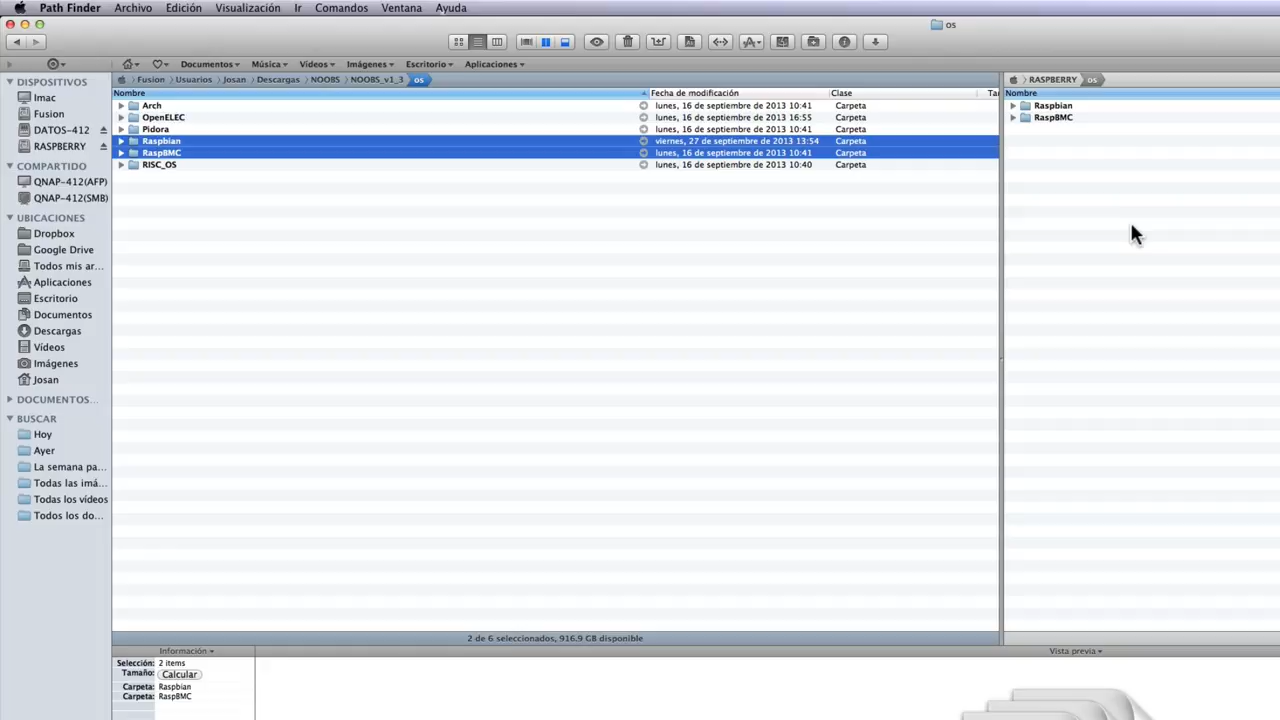 Path Finder Archivo Edición Visualización Ir Comandos Ventana Ayuda
os
Documentos Música Vídeos Imágenes Escritorio Aplicaciones
DISPOSITIVOS
Imac
Fusion
DATOS-412
RASPBERRY
COMPARTIDO
QNAP-412(AFP)
QNAP-412(SMB)
UBICACIONES
Dropbox
Google Drive
Todos mis ar...
Aplicaciones
Escritorio
Documentos
Descargas
Vídeos
Imágenes
Josan
DOCUMENTOS...
BUSCAR
Hoy
Ayer
La semana pa...
Todas las imá...
Todas los vídeos
Todos los do...
Fusion Usuarios Josan Descargas NOOBS NOOBS_v1_3 os
Nombre Fecha de modificación Clase Tar
Arch lunes, 16 de septiembre de 2013 10:41 Carpeta
OpenELEC lunes, 16 de septiembre de 2013 16:55 Carpeta
Pidora lunes, 16 de septiembre de 2013 10:41 Carpeta
Raspbian viernes, 27 de septiembre de 2013 13:54 Carpeta
RaspBMC lunes, 16 de septiembre de 2013 10:41 Carpeta
RISC_OS lunes, 16 de septiembre de 2013 10:40 Carpeta
2 de 6 seleccionados, 916.9 GB disponible
RASPBERRY os
Nombre
Raspbian
RaspBMC
Información
Selección: 2 items
Tamaño: Calcular
Carpeta: Raspbian
Carpeta: RaspBMC
Vista previa